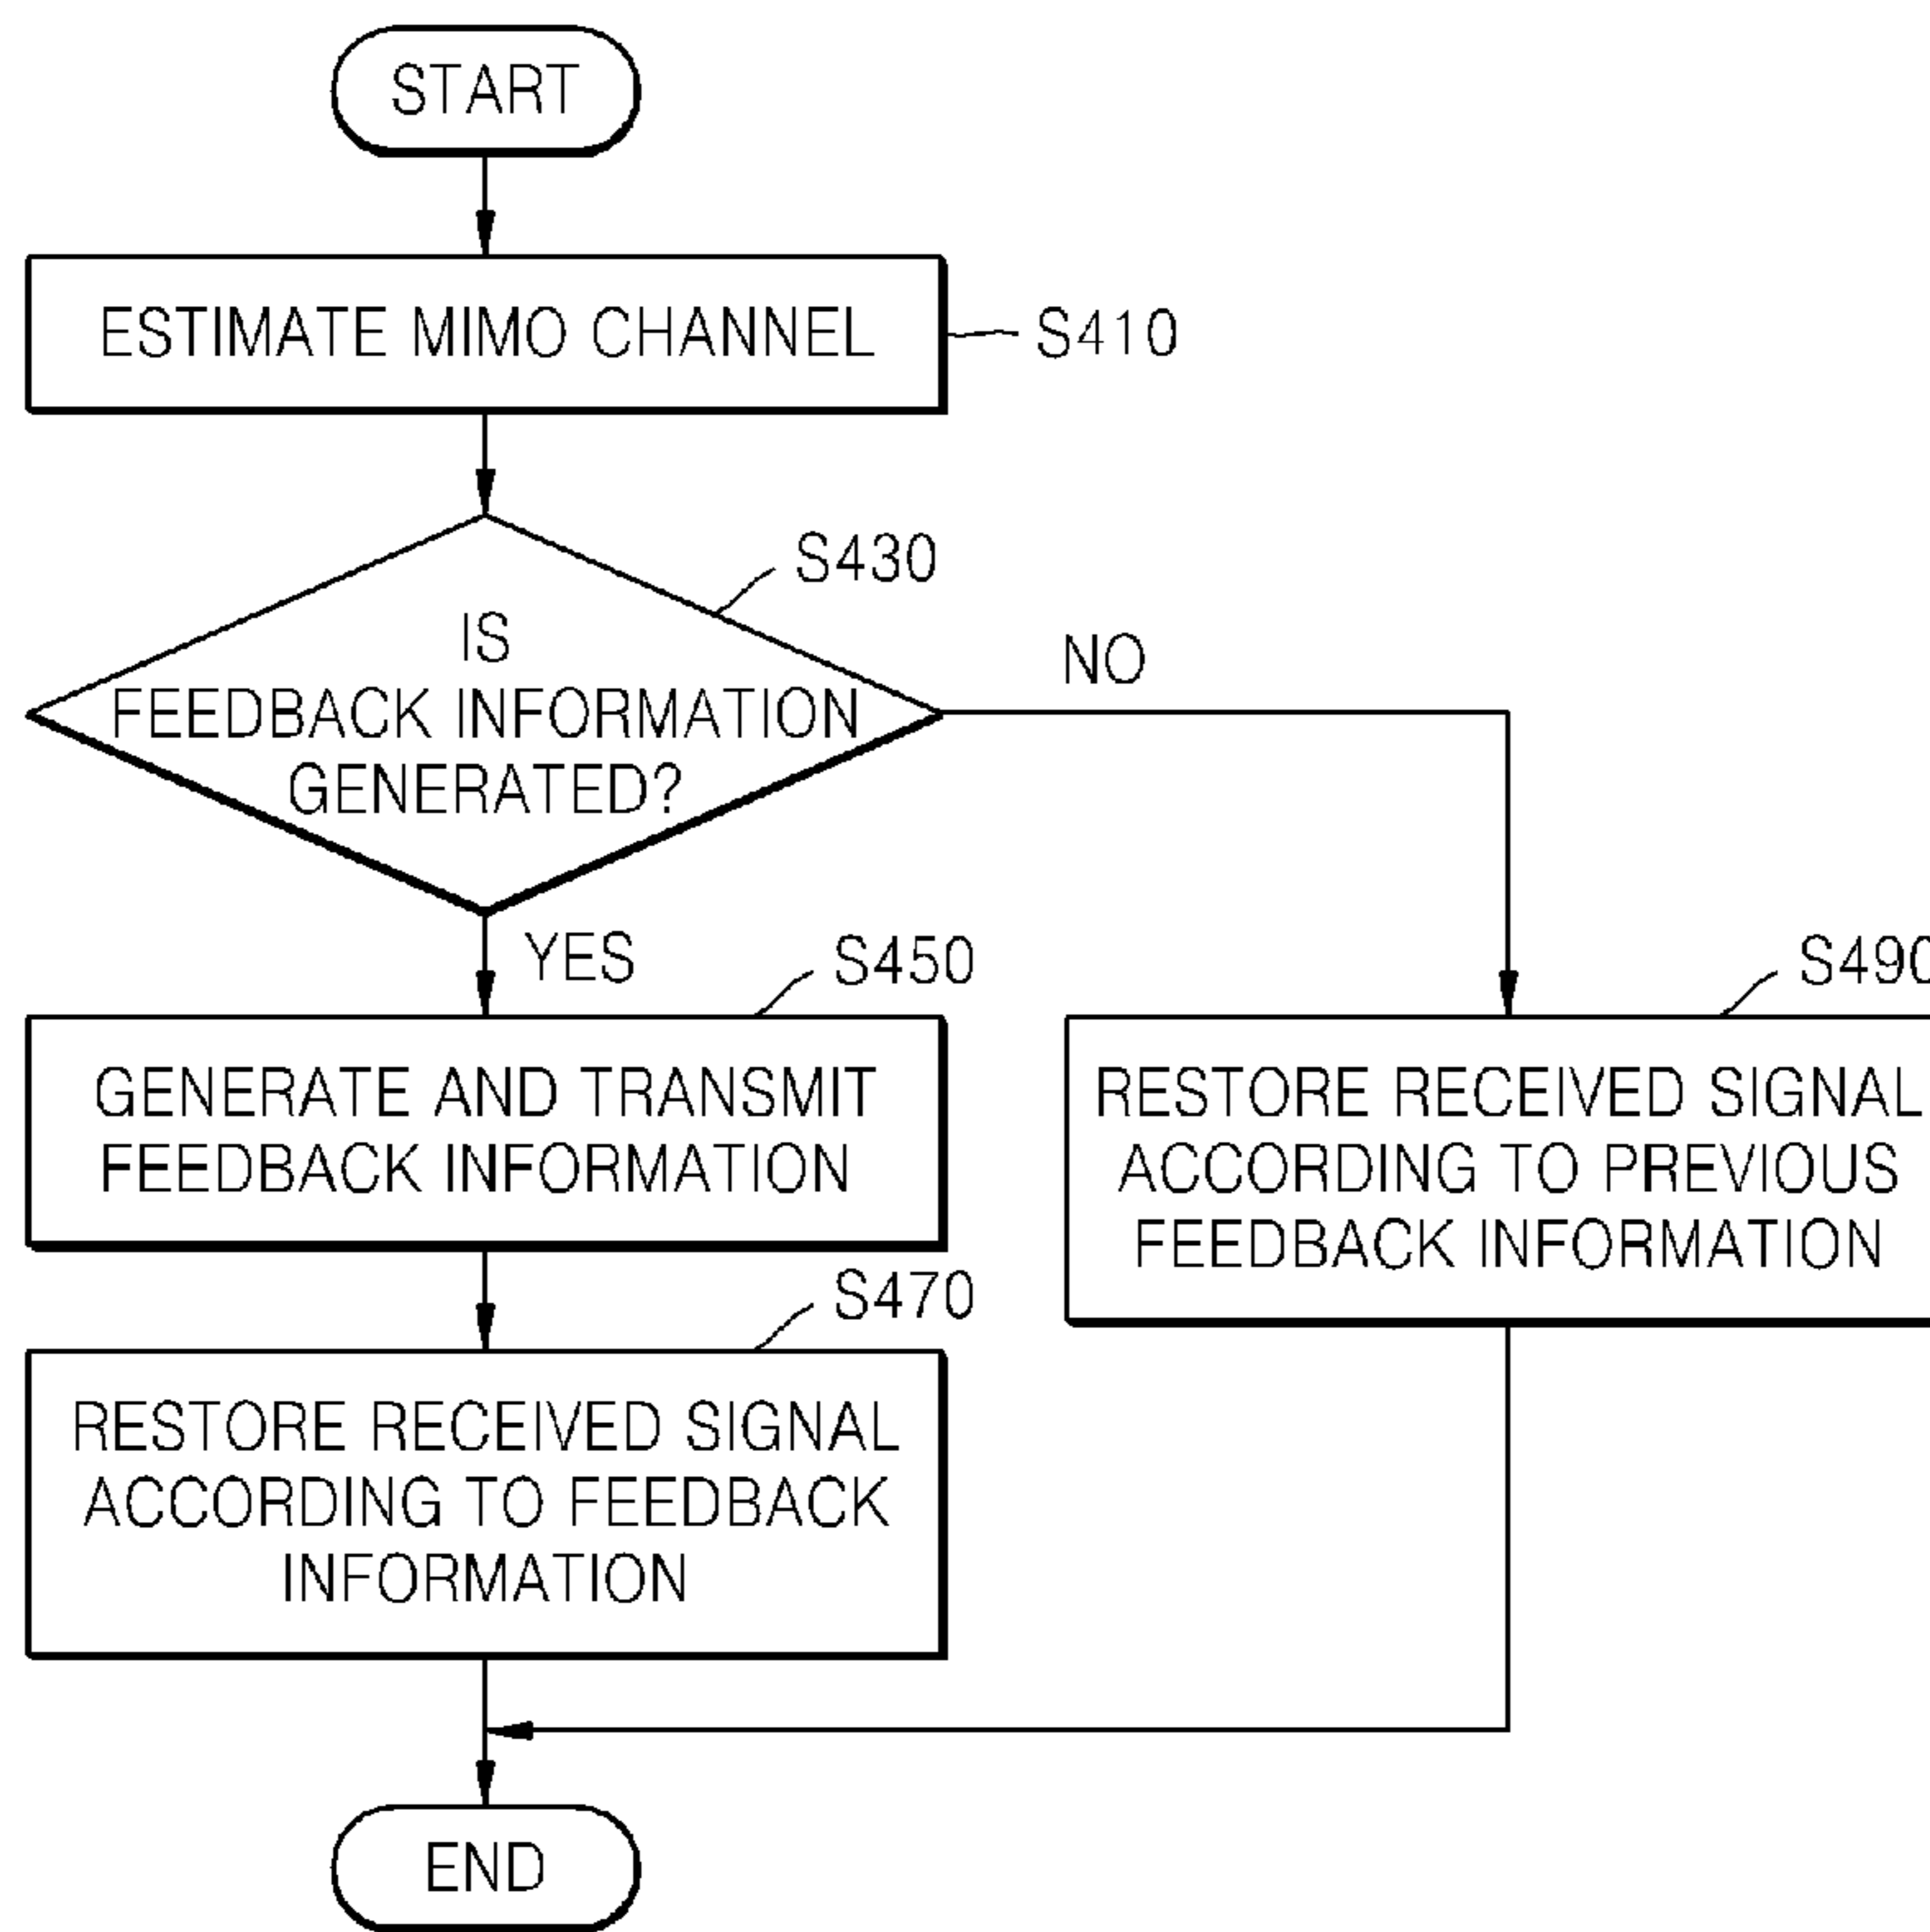 START
ESTIMATE MIMO CHANNEL
S410
S430
IS
FEEDBACK INFORMATION
GENERATED?
NO
YES
S450
GENERATE AND TRANSMIT
FEEDBACK INFORMATION
S490
RESTORE RECEIVED SIGNAL
ACCORDING TO PREVIOUS
FEEDBACK INFORMATION
S470
RESTORE RECEIVED SIGNAL
ACCORDING TO FEEDBACK
INFORMATION
END